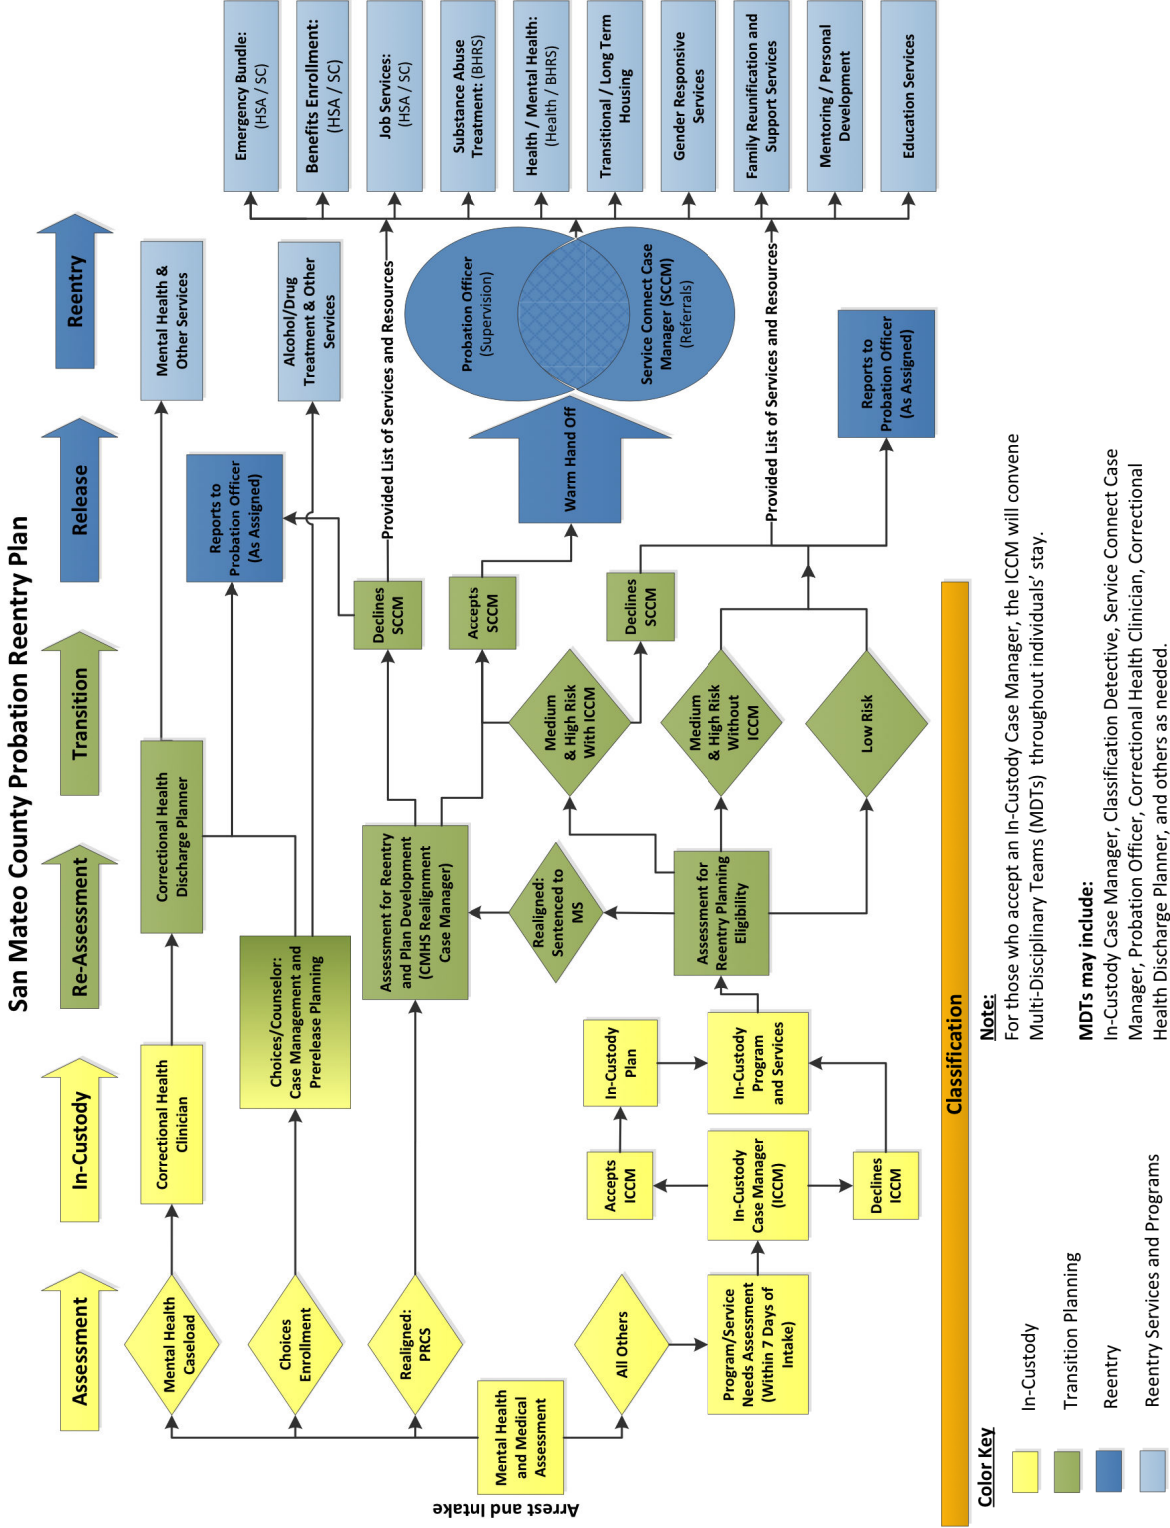 San Mateo County Probation Reentry Plan
Assessment
In-Custody
Re-Assessment
Transition
Release
Reentry
Arrest and Intake
Mental Health
and Medical
Assessment
Mental Health
Caseload
Correctional Health
Clinician
Correctional Health
Discharge Planner
Mental Health &
Other Services
Choices
Enrollment
Choices/Counselor:
Case Management and
Prerelease Planning
Reports to
Probation Officer
(As Assigned)
Alcohol/Drug
Treatment & Other
Services
Realigned:
PRCS
Assessment for Reentry
and Plan Development
(CMHS Realignment
Case Manager)
Declines
SCCM
Provided List of Services and Resources
Accepts
SCCM
Warm Hand Off
Probation Officer
(Supervision)
Service Connect Case
Manager (SCCM)
(Referrals)
Realigned:
Sentenced to
MS
Medium
& High Risk
With ICCM
Declines
SCCM
All Others
Program/Service
Needs Assessment
(Within 7 Days of
Intake)
In-Custody
Case Manager
(ICCM)
Accepts
ICCM
In-Custody
Plan
Declines
ICCM
In-Custody
Program
and Services
Assessment for
Reentry Planning
Eligibility
Medium
& High Risk
Without
ICCM
Low Risk
Provided List of Services and Resources
Reports to
Probation Officer
(As Assigned)
Emergency Bundle:
(HSA / SC)
Benefits Enrollment:
(HSA / SC)
Job Services:
(HSA / SC)
Substance Abuse
Treatment: (BHRS)
Health / Mental Health:
(Health / BHRS)
Transitional / Long Term
Housing
Gender Responsive
Services
Family Reunification and
Support Services
Mentoring / Personal
Development
Education Services
Classification
Color Key
In-Custody
Transition Planning
Reentry
Reentry Services and Programs
Note:
For those who accept an In-Custody Case Manager, the ICCM will convene
Multi-Disciplinary Teams (MDTs) throughout individuals’ stay.
MDTs may include:
In-Custody Case Manager, Classification Detective, Service Connect Case
Manager, Probation Officer, Correctional Health Clinician, Correctional
Health Discharge Planner, and others as needed.